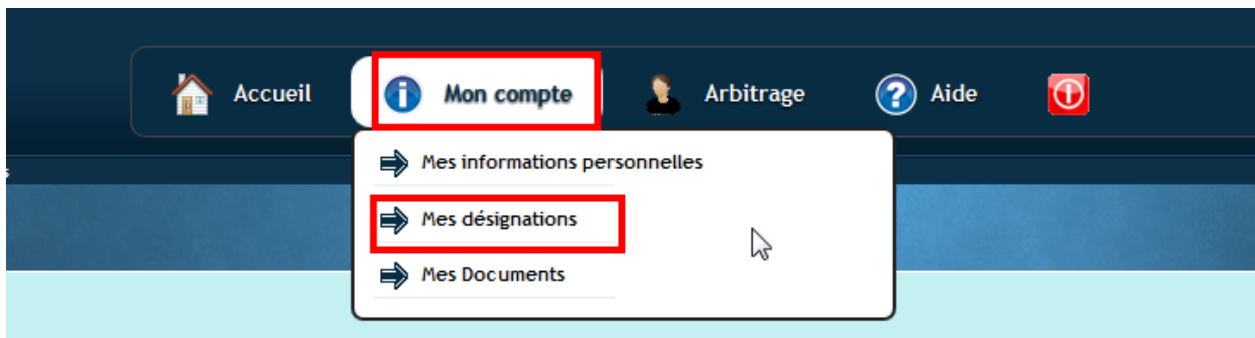 Accueil
Mon compte
Arbitrage
Aide
Mes informations personnelles
Mes désignations
Mes Documents